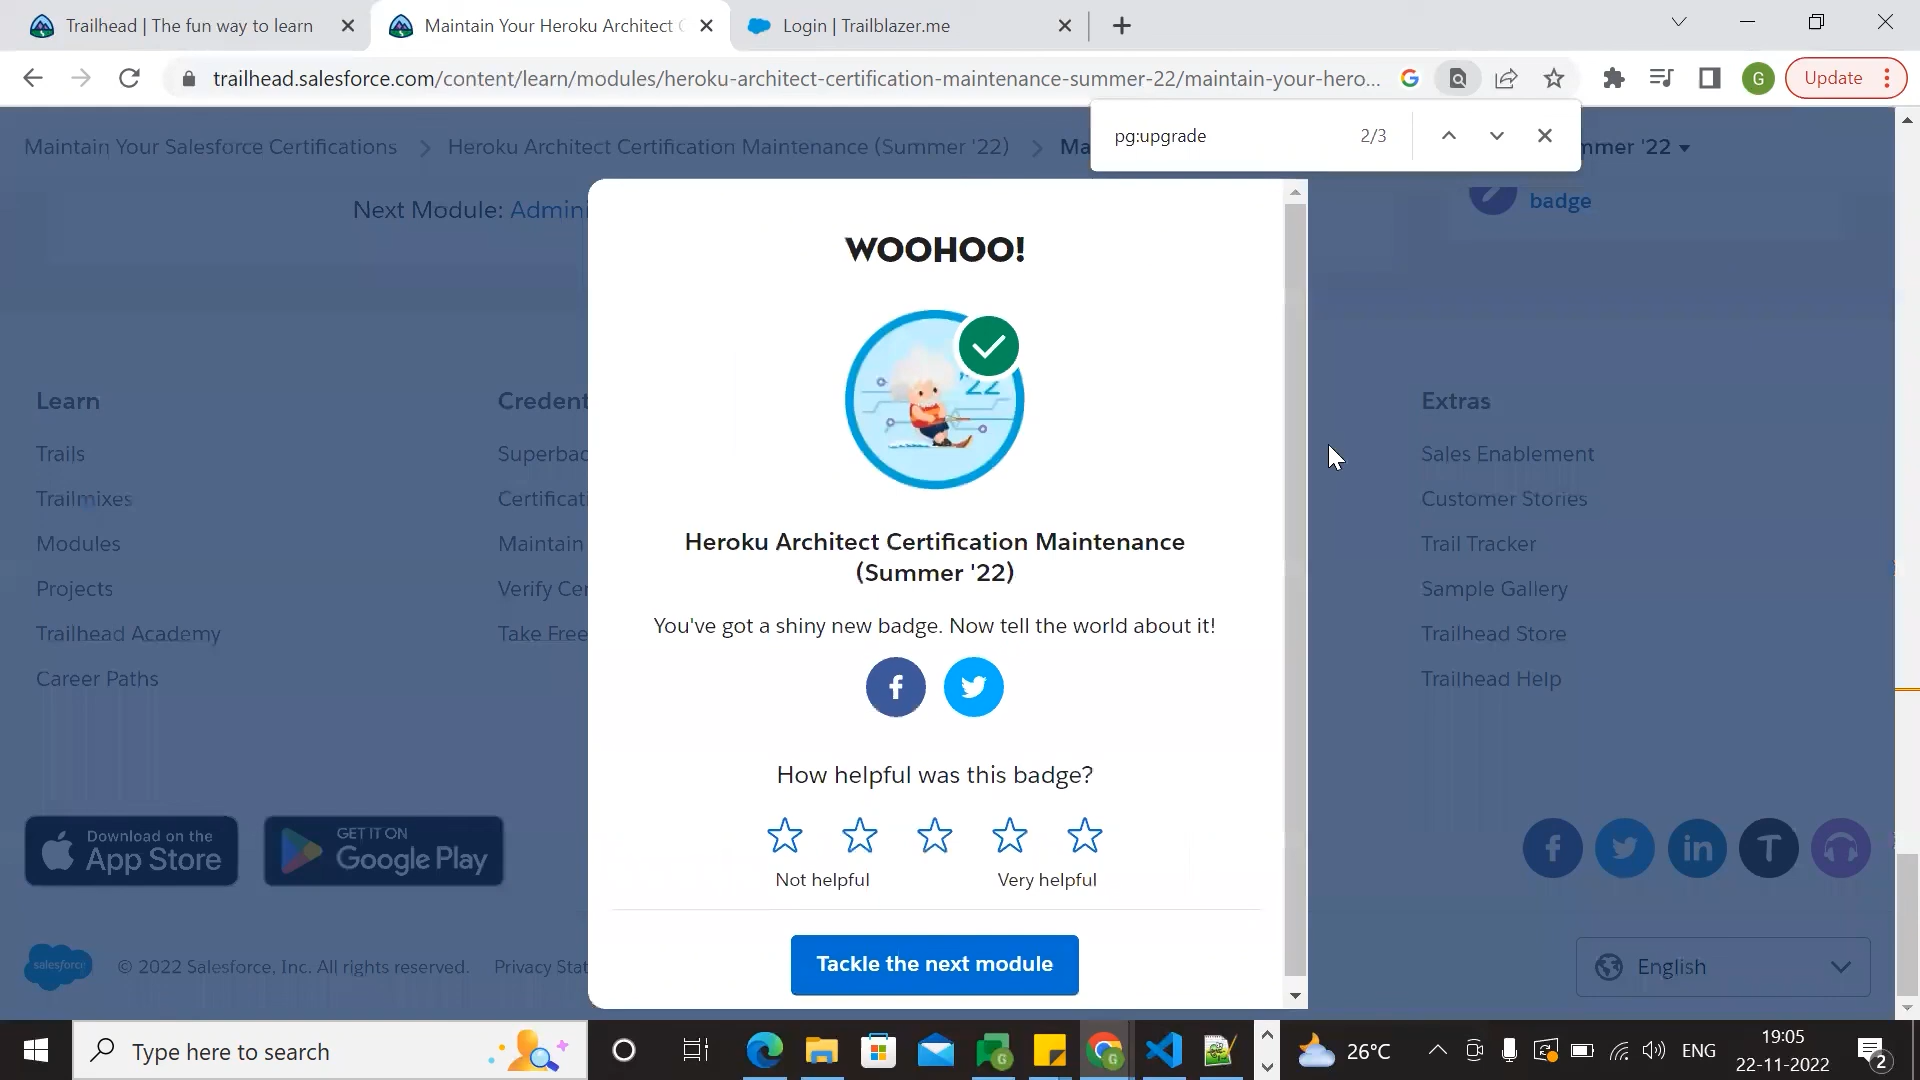 Trailhead | The fun way to learn
Maintain Your Heroku Architect C
Login | Trailblazer.me
trailhead.salesforce.com/content/learn/modules/heroku-architect-certification-maintenance-summer-22/maintain-your-hero...
G
Update
pg:upgrade
2/3
Maintain Your Salesforce Certifications
Heroku Architect Certification Maintenance (Summer '22)
Ma
mmer '22
Next Module: Admini
badge
WOOHOO!
'22
Heroku Architect Certification Maintenance
(Summer '22)
You've got a shiny new badge. Now tell the world about it!
How helpful was this badge?
Not helpful
Very helpful
Tackle the next module
Learn
Trails
Trailmixes
Modules
Projects
Trailhead Academy
Career Paths
Credent
Superbad
Certificati
Maintain
Verify Cer
Take Free
Extras
Sales Enablement
Customer Stories
Trail Tracker
Sample Gallery
Trailhead Store
Trailhead Help
Download on the
App Store
GET IT ON
Google Play
salesforce
© 2022 Salesforce, Inc. All rights reserved.
Privacy Stat
English
Type here to search
26°C
ENG
19:05
22-11-2022
2